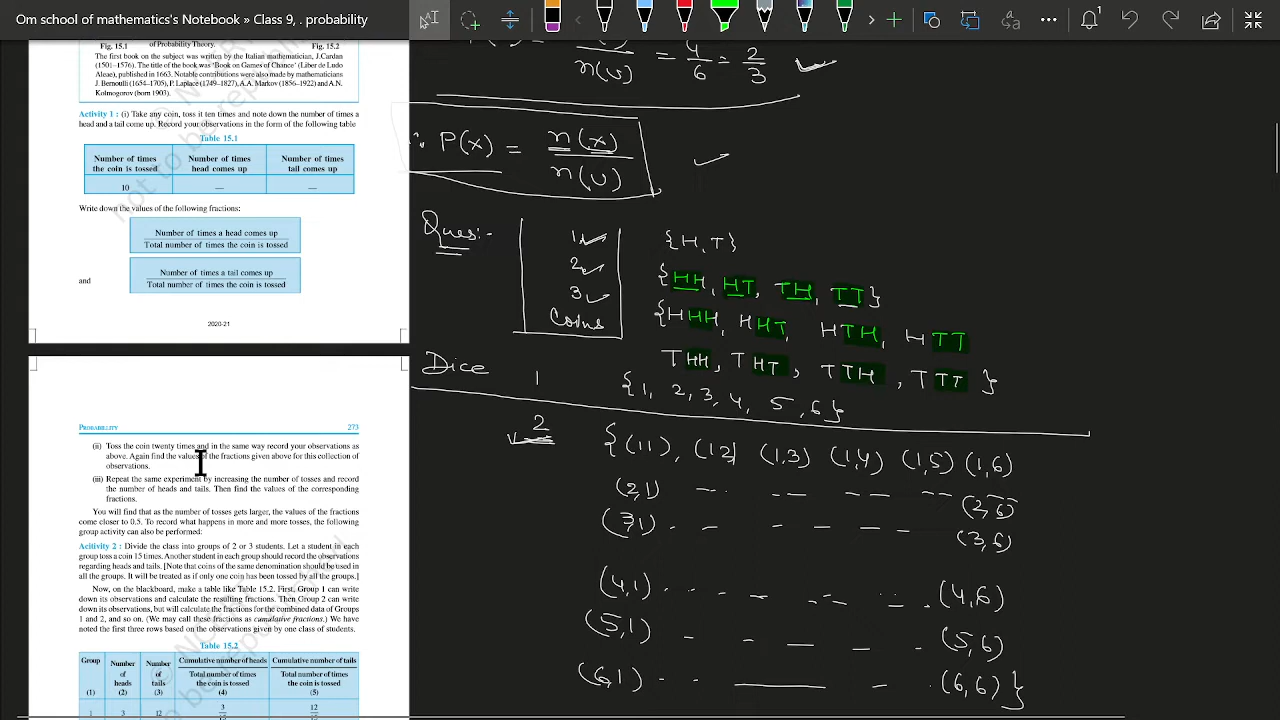 Om school of mathematics's Notebook » Class 9, . probability
Fig. 15.1
of Probability Theory.
Fig. 15.2
The first book on the subject was written by the Italian mathematician, J.Cardan
(1501–1576). The title of the book was 'Book on Games of Chance' (Liber de Ludo
Aleae), published in 1663. Notable contributions were also made by mathematicians
J. Bernoulli (1654–1705), P. Laplace (1749–1827), A.A. Markov (1856–1922) and A.N.
Kolmogorov (born 1903).
Activity 1 : (i) Take any coin, toss it ten times and note down the number of times a
head and a tail come up. Record your observations in the form of the following table
Table 15.1
Number of times the coin is tossed
Number of times head comes up
Number of times tail comes up
10 — —
Write down the values of the following fractions:
Number of times a head comes up
Total number of times the coin is tossed
and
Number of times a tail comes up
Total number of times the coin is tossed
2020-21
PROBABILITY 273
(ii) Toss the coin twenty times and in the same way record your observations as
above. Again find the values of the fractions given above for this collection of
observations.
(iii) Repeat the same experiment by increasing the number of tosses and record
the number of heads and tails. Then find the values of the corresponding
fractions.
You will find that as the number of tosses gets larger, the values of the fractions
come closer to 0.5. To record what happens in more and more tosses, the following
group activity can also be performed:
Acitivity 2 : Divide the class into groups of 2 or 3 students. Let a student in each
group toss a coin 15 times. Another student in each group should record the observations
regarding heads and tails. [Note that coins of the same denomination should be used in
all the groups. It will be treated as if only one coin has been tossed by all the groups.]
Now, on the blackboard, make a table like Table 15.2. First, Group 1 can write
down its observations and calculate the resulting fractions. Then Group 2 can write
down its observations, but will calculate the fractions for the combined data of Groups
1 and 2, and so on. (We may call these fractions as cumulative fractions.) We have
noted the first three rows based on the observations given by one class of students.
Table 15.2
Group (1)
Number of heads (2)
Number of tails (3)
Cumulative number of heads
Total number of times the coin is tossed (4)
Cumulative number of tails
Total number of times the coin is tossed (5)
1 3 12 3/15 12/15
n(U) = 4/6 = 2/3
∴ P(x) = n(x)/n(U)
Ques:-
1 {H,T}
2 {HH, HT, TH, TT}
3 {HHH, HHT, HTH, HTT
Coins THH, THT, TTH, TTT }
Dice 1 {1, 2, 3, 4, 5, 6}
2 {(11), (12) (1,3) (1,4) (1,5) (1,6)
(2,1) (2,6)
(3,1) (3,6)
(4,1) (4,6)
(5,1) (5,6)
(6,1) (6,6)}